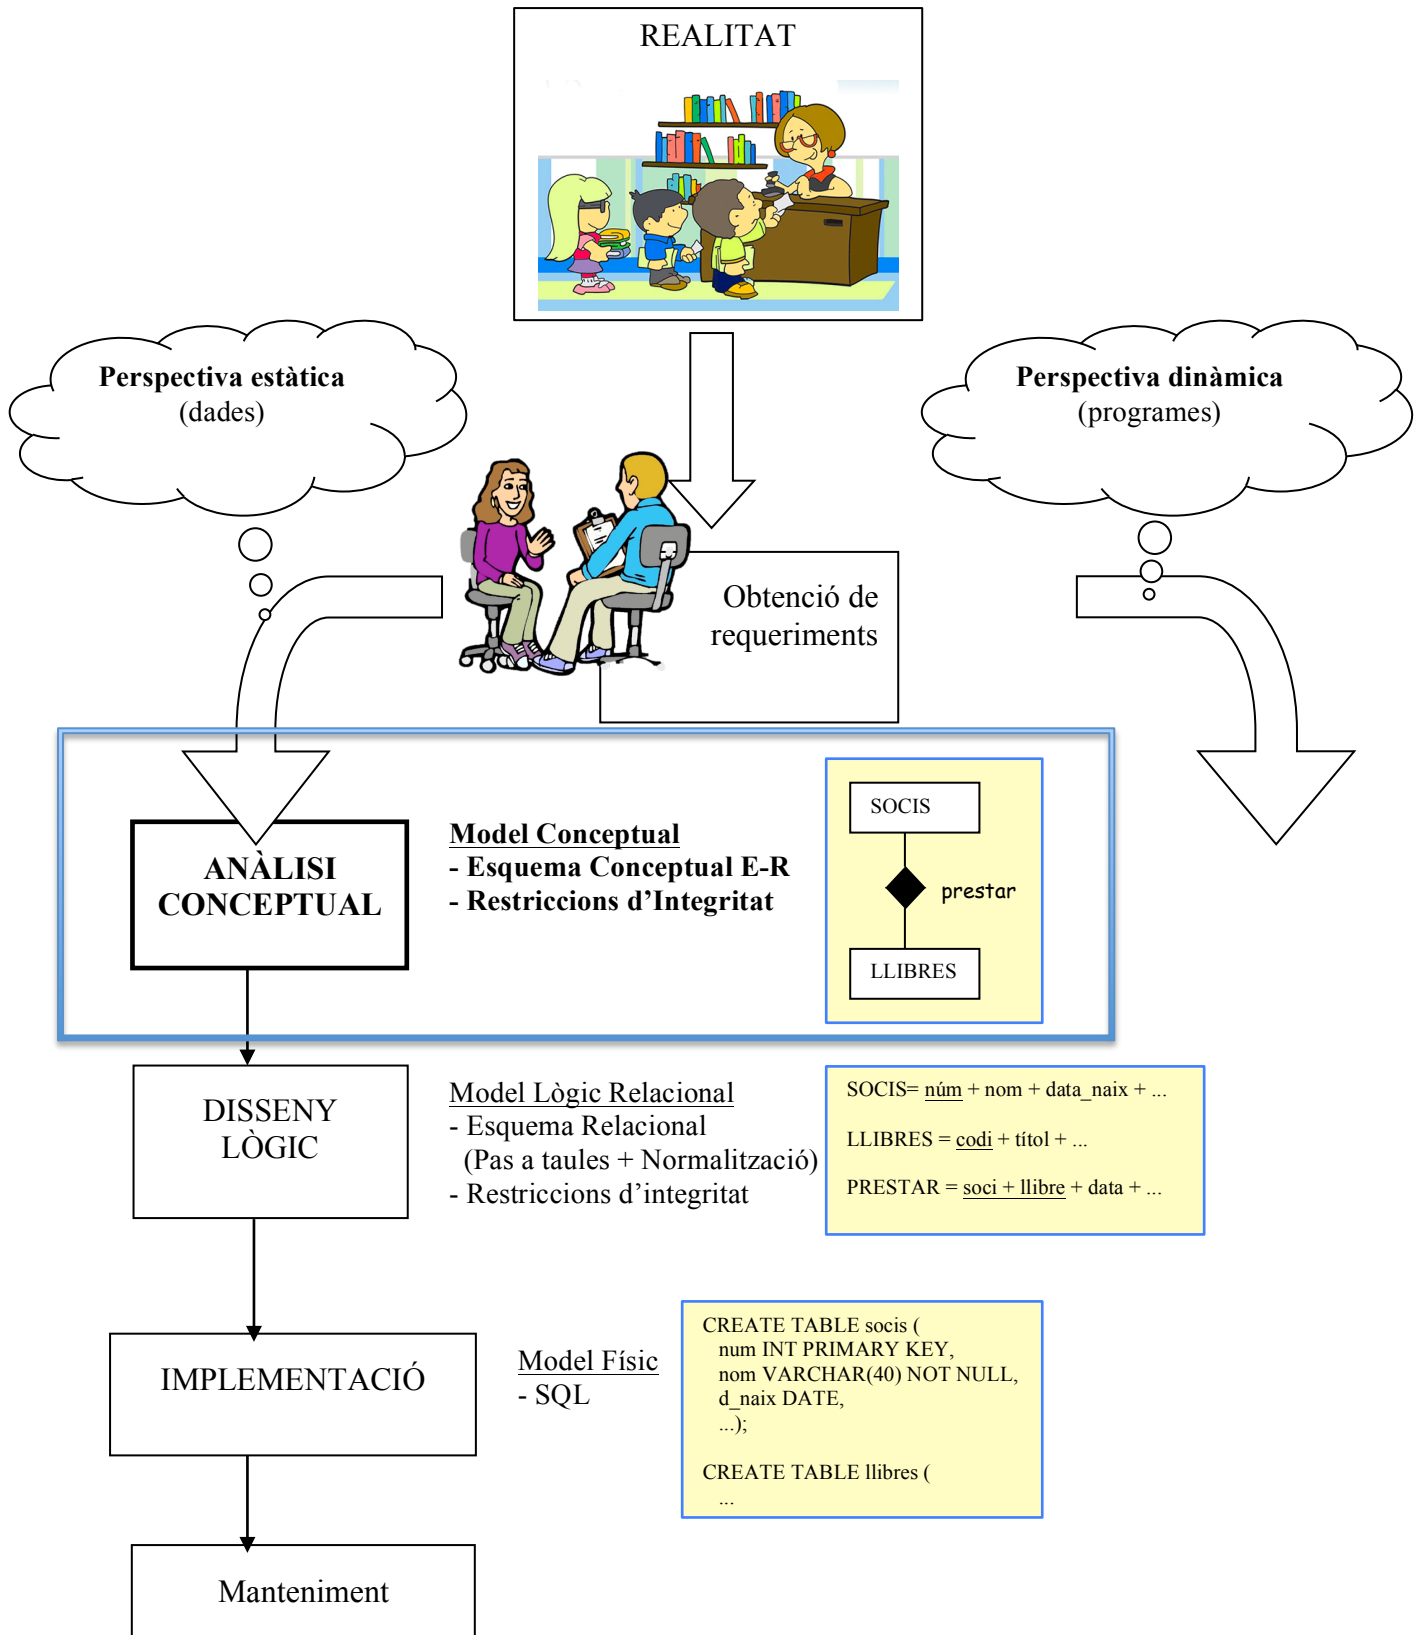 REALITAT
Perspectiva estàtica
(dades)
Perspectiva dinàmica
(programes)
Obtenció de
requeriments
ANÀLISI
CONCEPTUAL
Model Conceptual
- Esquema Conceptual E-R
- Restriccions d’Integritat
SOCIS
prestar
LLIBRES
DISSENY
LÒGIC
Model Lògic Relacional
- Esquema Relacional
(Pas a taules + Normalització)
- Restriccions d’integritat
SOCIS= núm + nom + data_naix + ...
LLIBRES = codi + títol + ...
PRESTAR = soci + llibre + data + ...
IMPLEMENTACIÓ
Model Físic
- SQL
CREATE TABLE socis (
num INT PRIMARY KEY,
nom VARCHAR(40) NOT NULL,
d_naix DATE,
...);
CREATE TABLE llibres (
...
Manteniment